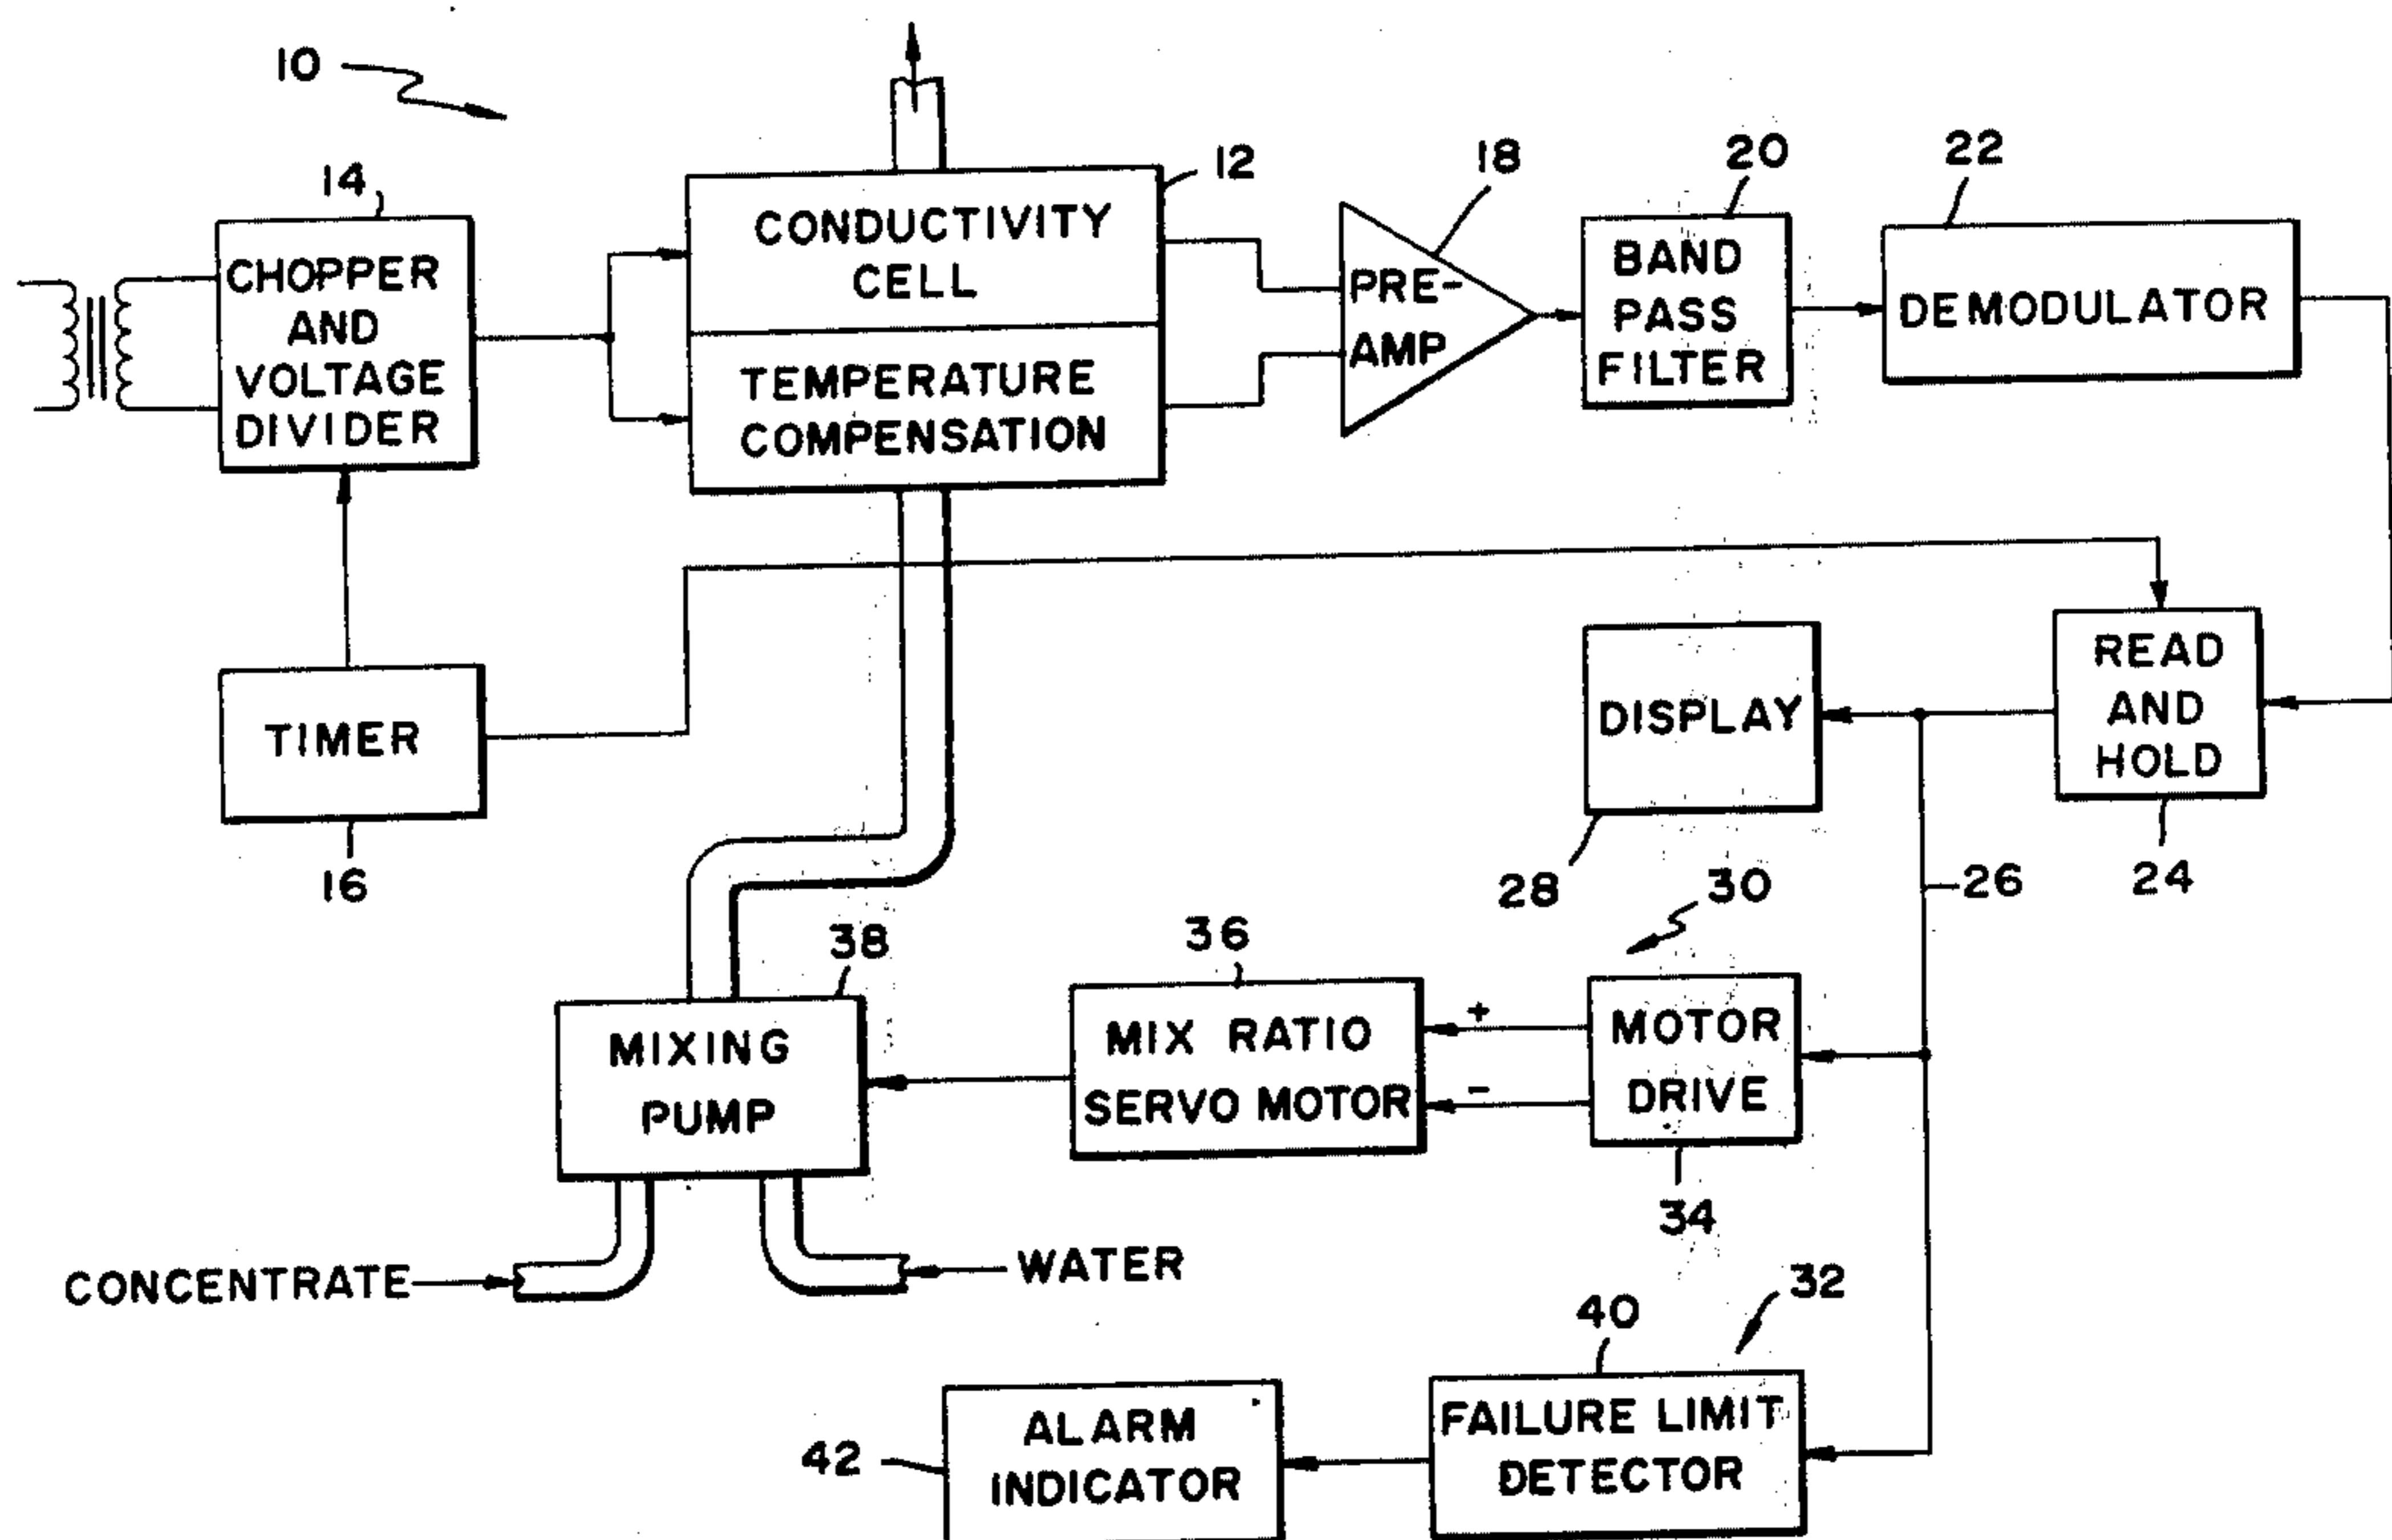 10
14
CHOPPER
AND
VOLTAGE
DIVIDER
12
CONDUCTIVITY
CELL
TEMPERATURE
COMPENSATION
18
PRE-
AMP
20
BAND
PASS
FILTER
22
DEMODULATOR
TIMER
16
DISPLAY
28
READ
AND
HOLD
24
26
30
38
MIXING
PUMP
36
MIX RATIO
SERVO MOTOR
+
-
MOTOR
DRIVE
34
CONCENTRATE
WATER
32
40
FAILURE LIMIT
DETECTOR
42
ALARM
INDICATOR